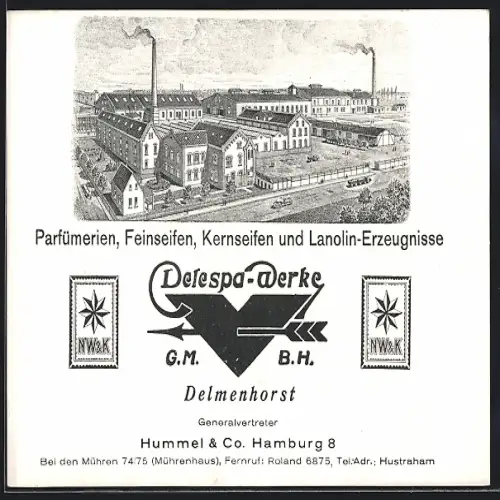 Parfümerien, Feinseifen, Kernseifen und Lanolin-Erzeugnisse
Delespa-Werke
NW&K
G.M.
B.H.
NW&K
Delmenhorst
Generalvertreter
Hummel & Co. Hamburg 8
Bei den Mühren 74/75 (Mührenhaus), Fernruf: Roland 6875, Tel.Adr.; Hustraham